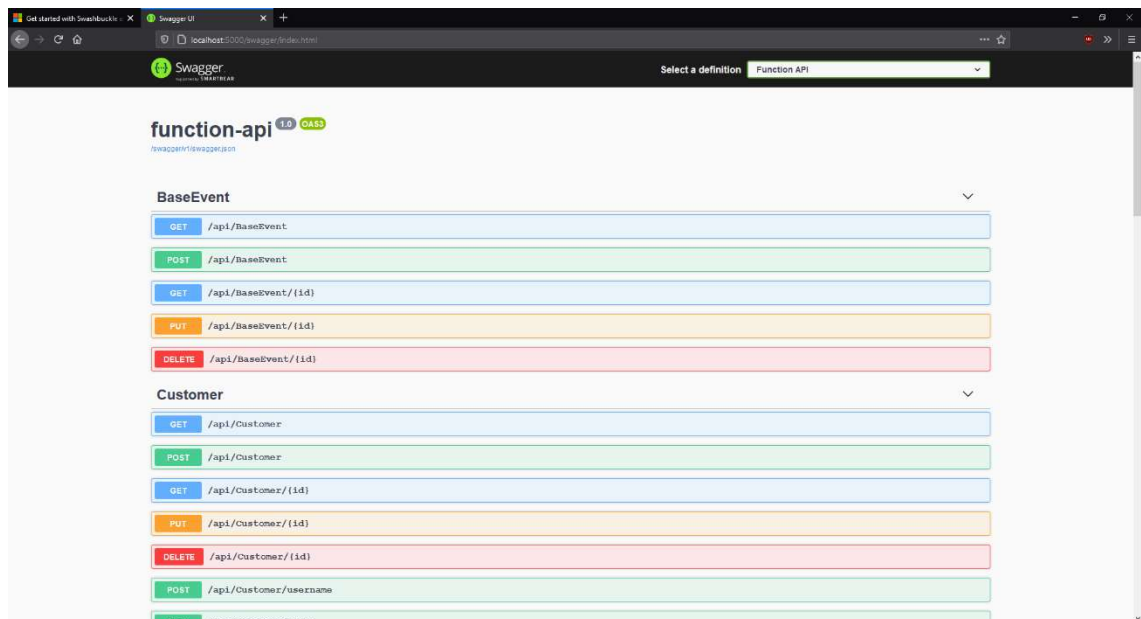 Get started with Swashbuckle
Swagger UI
localhost:5000/swagger/index.html
Swagger
Supported by SMARTBEAR
Select a definition
Function API
function-api 1.0 OAS3
/swagger/v1/swagger.json
BaseEvent
GET /api/BaseEvent
POST /api/BaseEvent
GET /api/BaseEvent/{id}
PUT /api/BaseEvent/{id}
DELETE /api/BaseEvent/{id}
Customer
GET /api/Customer
POST /api/Customer
GET /api/Customer/{id}
PUT /api/Customer/{id}
DELETE /api/Customer/{id}
POST /api/Customer/username